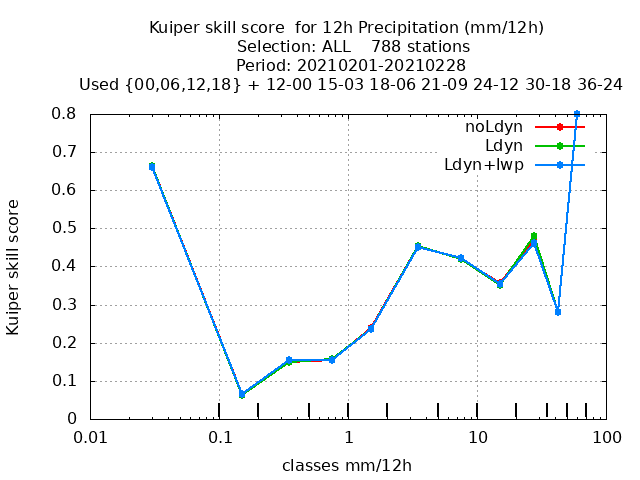 Kuiper skill score  for 12h Precipitation (mm/12h)
Selection: ALL    788 stations
Period: 20210201-20210228
Used {00,06,12,18} + 12-00 15-03 18-06 21-09 24-12 30-18 36-24
noLdyn
Ldyn
Ldyn+lwp
Kuiper skill score
0.8
0.7
0.6
0.5
0.4
0.3
0.2
0.1
0
0.01 0.1 1 10 100
classes mm/12h